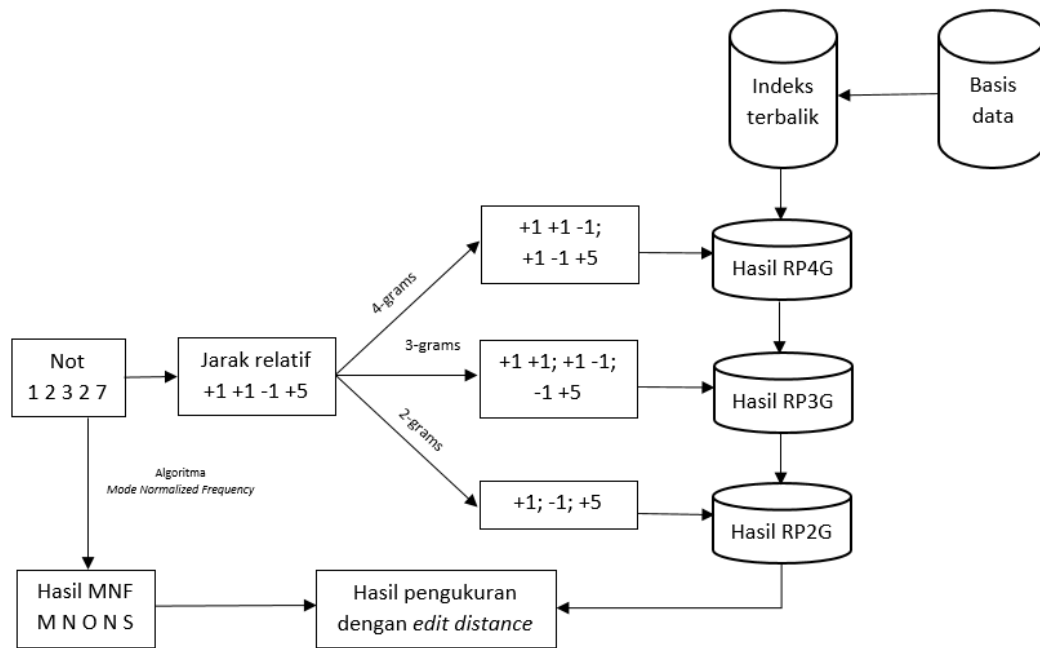 Indeks
terbalik
Basis
data
+1 +1 -1;
+1 -1 +5
Hasil RP4G
4-grams
Not
1 2 3 2 7
Jarak relatif
+1 +1 -1 +5
3-grams
+1 +1; +1 -1;
-1 +5
Hasil RP3G
2-grams
Algoritma
Mode Normalized Frequency
+1; -1; +5
Hasil RP2G
Hasil MNF
M N O N S
Hasil pengukuran
dengan edit distance